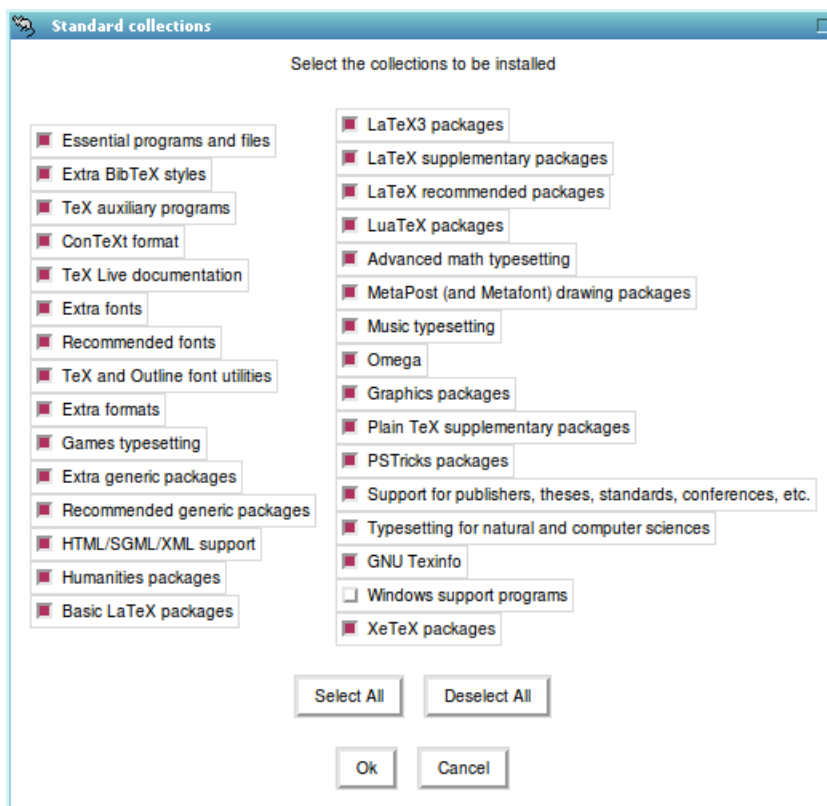 Standard collections
Select the collections to be installed
Essential programs and files
Extra BibTeX styles
TeX auxiliary programs
ConTeXt format
TeX Live documentation
Extra fonts
Recommended fonts
TeX and Outline font utilities
Extra formats
Games typesetting
Extra generic packages
Recommended generic packages
HTML/SGML/XML support
Humanities packages
Basic LaTeX packages
LaTeX3 packages
LaTeX supplementary packages
LaTeX recommended packages
LuaTeX packages
Advanced math typesetting
MetaPost (and Metafont) drawing packages
Music typesetting
Omega
Graphics packages
Plain TeX supplementary packages
PSTricks packages
Support for publishers, theses, standards, conferences, etc.
Typesetting for natural and computer sciences
GNU Texinfo
Windows support programs
XeTeX packages
Select All Deselect All
Ok Cancel